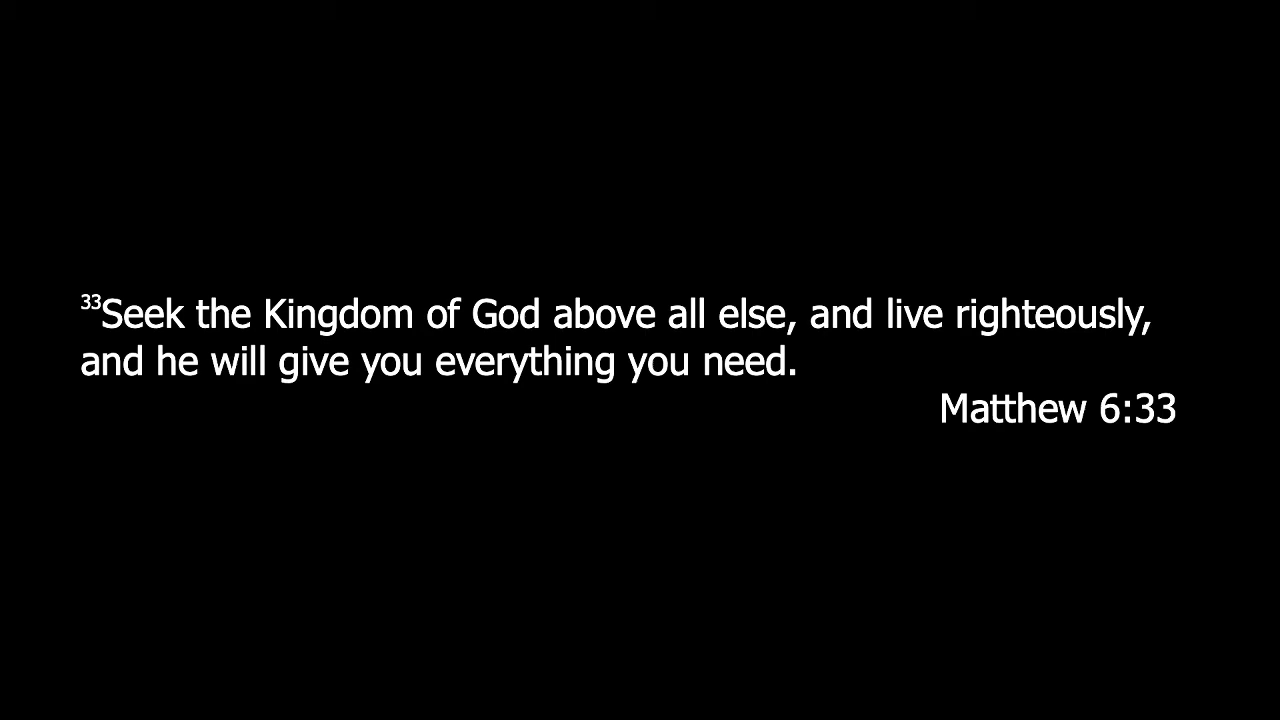 ³³Seek the Kingdom of God above all else, and live righteously,
and he will give you everything you need.
Matthew 6:33